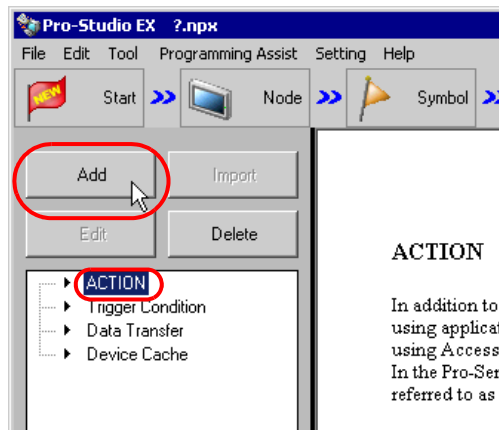 Pro-Studio EX ?.npx
File Edit Tool Programming Assist Setting Help
NEW Start Node Symbol
Add Import
Edit Delete
ACTION
Trigger Condition
Data Transfer
Device Cache
ACTION
In addition to
using applicat
using Access
In the Pro-Ser
referred to as